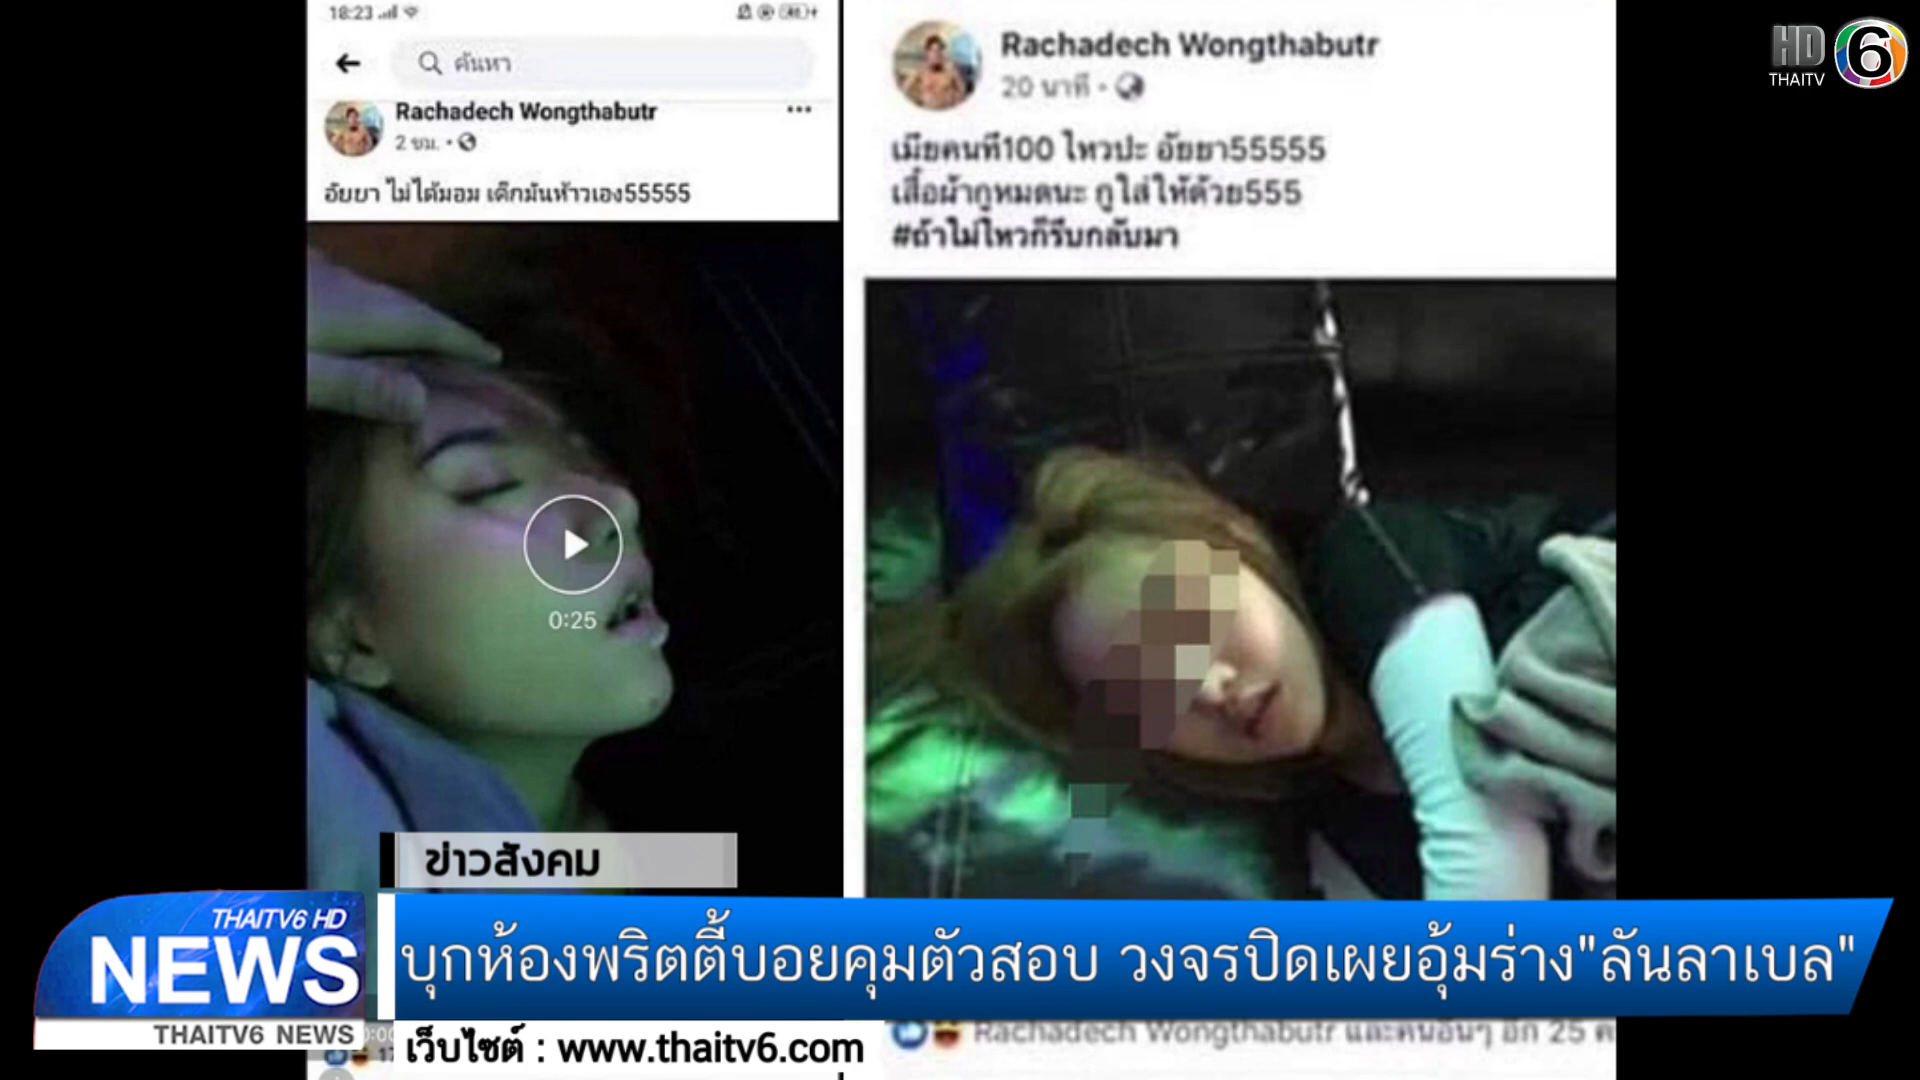 18:23
ค้นหา
Rachadech Wongthabutr
2 ชม.
อัยยา ไม่ได้มอม เด็กมันห้าวเอง55555
0:25
Rachadech Wongthabutr
20 นาที
เมียคนที่100 ไหวปะ อัยยา55555
เสื้อผ้ากูหมดนะ กูใส่ให้ด้วย555
#ถ้าไม่ไหวก็รีบกลับมา
HD 6
THAITV
ข่าวสังคม
THAITV6 HD
NEWS
THAITV6 NEWS
บุกห้องพริตตี้บอยคุมตัวสอบ วงจรปิดเผยอุ้มร่าง"ลันลาเบล"
เว็บไซต์ : www.thaitv6.com
Rachadech Wongthabutr และคนอื่นๆ อีก 25 ค